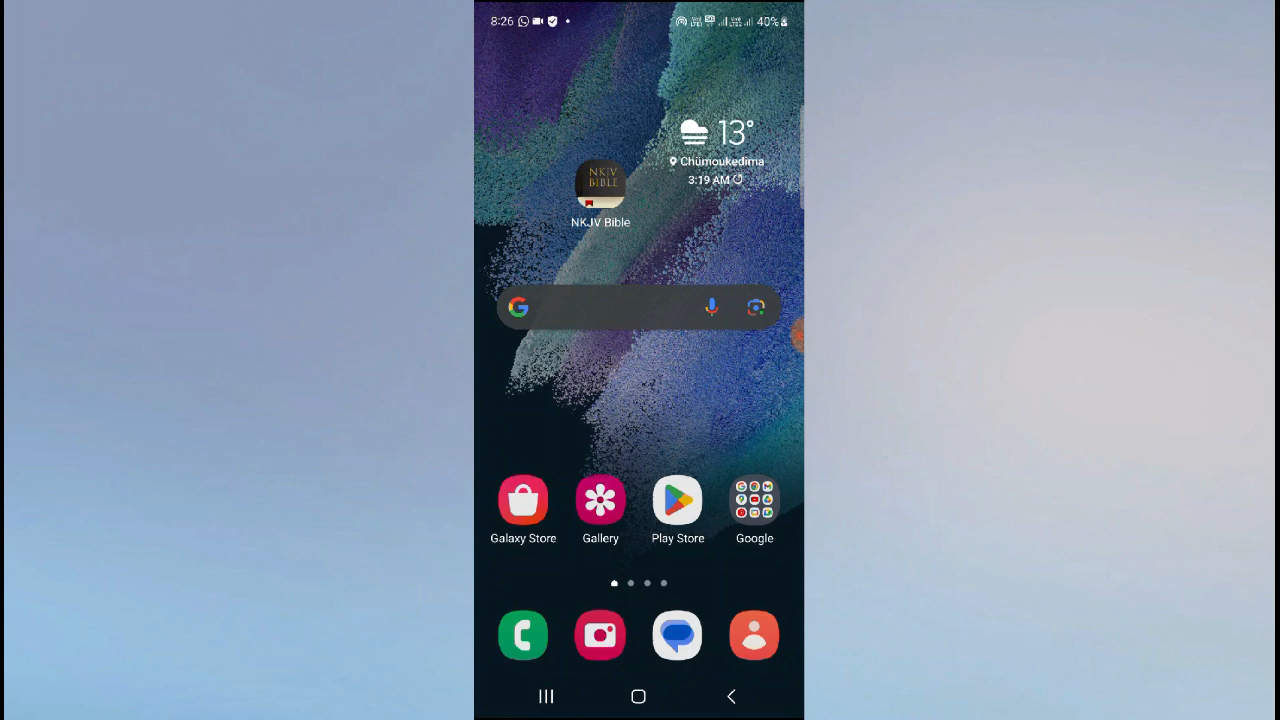 8:26
40%
13°
Chümoukedima
3:19 AM
NKJV
BIBLE
NKJV Bible
Galaxy Store
Gallery
Play Store
Google